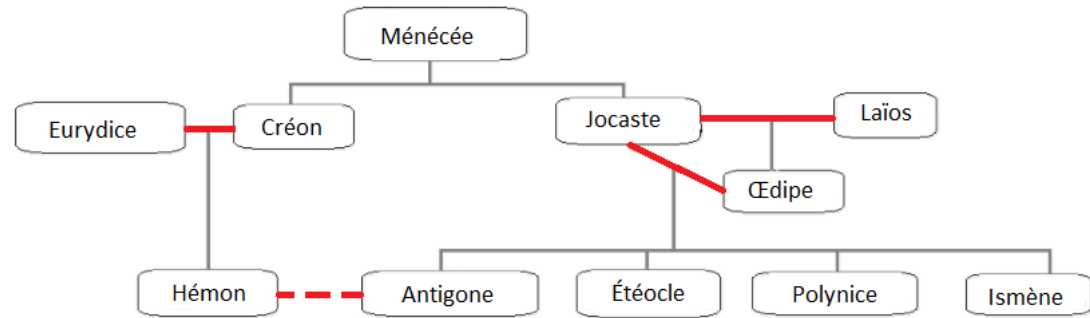 Ménécée
Eurydice
Créon
Jocaste
Laïos
Œdipe
Hémon
Antigone
Étéocle
Polynice
Ismène